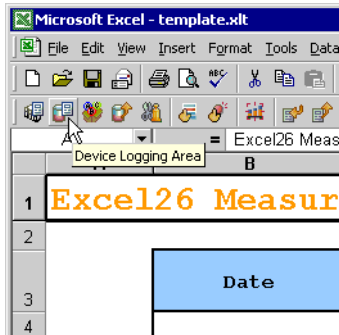 Microsoft Excel - template.xlt
File Edit View Insert Format Tools Data
= Excel26 Meas
Device Logging Area
B
1 Excel26 Measur
2
Date
3
4